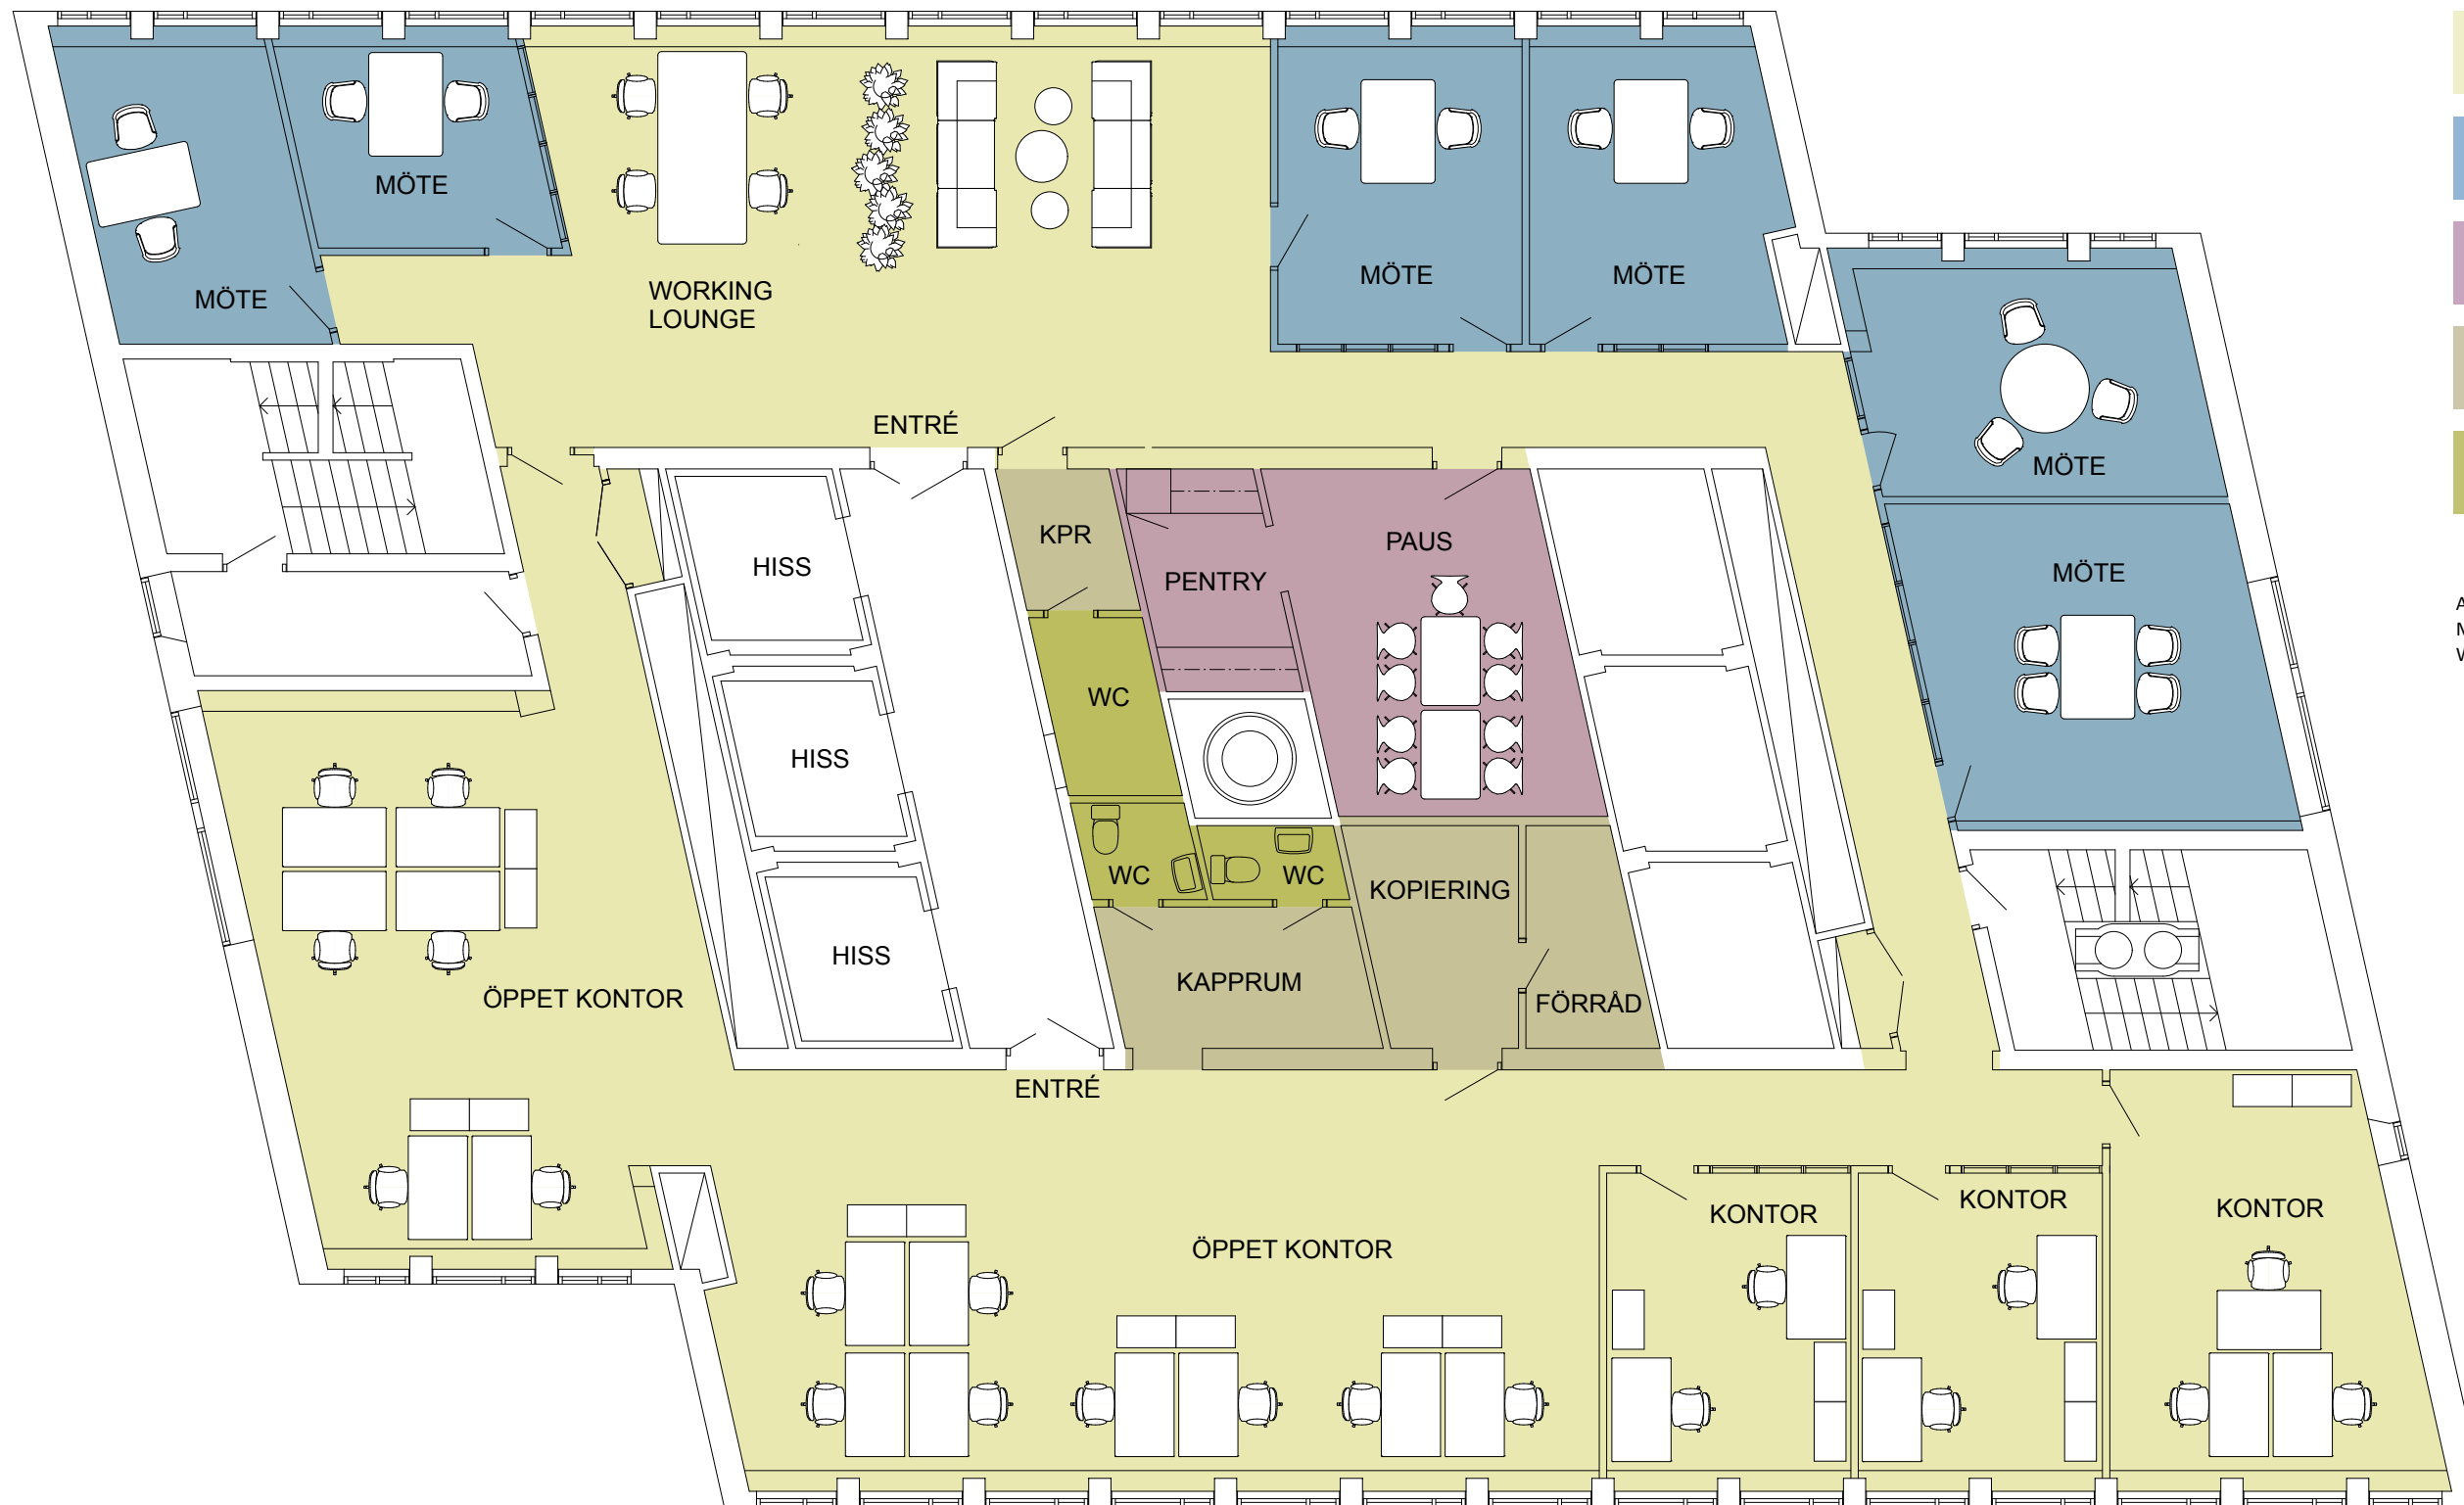 MÖTE
MÖTE
WORKING
LOUNGE
MÖTE
MÖTE
ENTRÉ
MÖTE
KPR
PAUS
HISS
PENTRY
MÖTE
WC
HISS
WC
WC
KOPIERING
HISS
KAPPRUM
FÖRRÅD
ÖPPET KONTOR
ENTRÉ
KONTOR
KONTOR
KONTOR
ÖPPET KONTOR